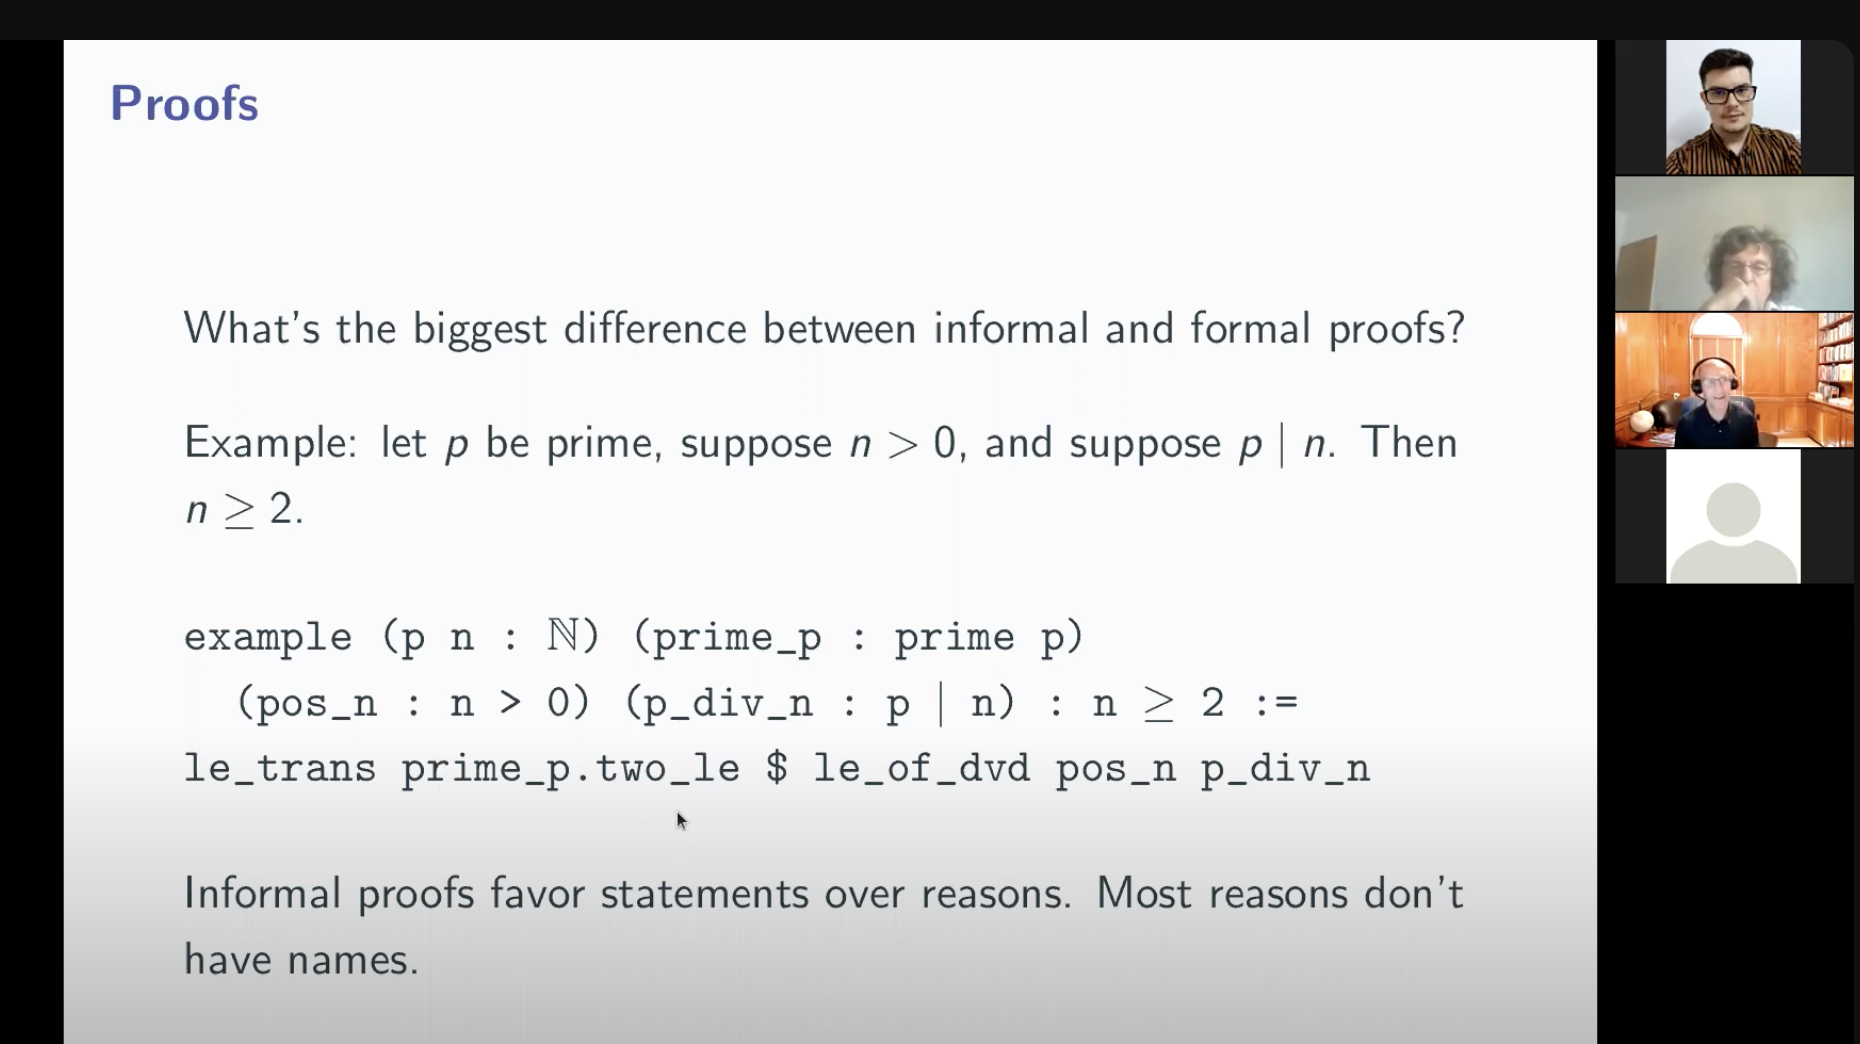 Proofs
What's the biggest difference between informal and formal proofs?
Example: let p be prime, suppose n > 0, and suppose p | n. Then
n ≥ 2.
example (p n : ℕ) (prime_p : prime p)
(pos_n : n > 0) (p_div_n : p | n) : n ≥ 2 :=
le_trans prime_p.two_le $ le_of_dvd pos_n p_div_n
Informal proofs favor statements over reasons. Most reasons don't
have names.